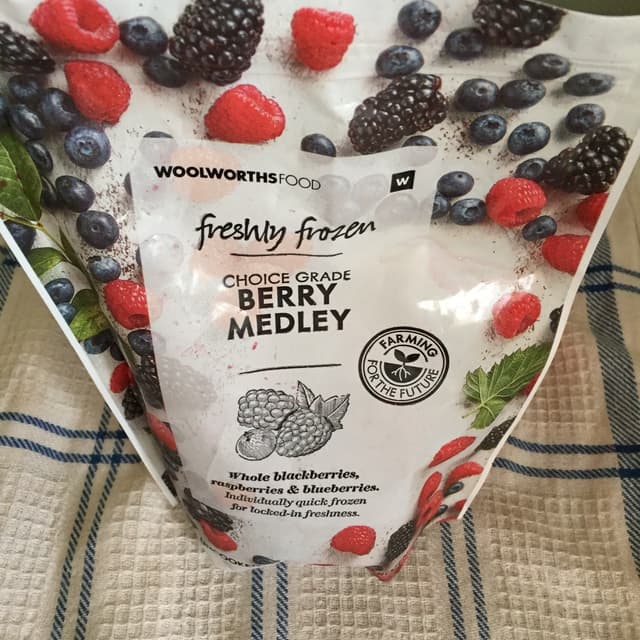 WOOLWORTHSFOOD
W
freshly frozen
CHOICE GRADE
BERRY
MEDLEY
FARMING
FOR THE FUTURE
Whole blackberries,
raspberries & blueberries.
Individually quick frozen
for locked-in freshness.